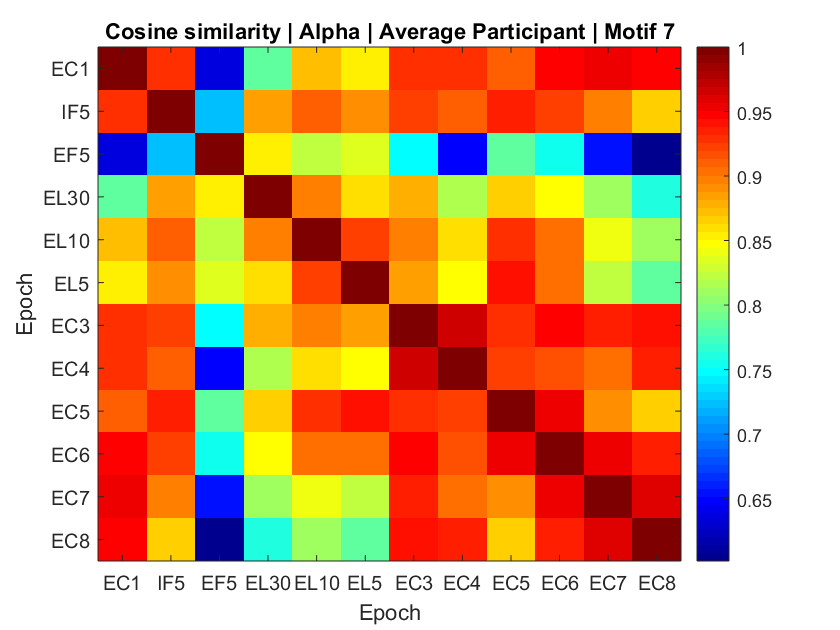 Cosine similarity | Alpha | Average Participant | Motif 7
Epoch
EC1
IF5
EF5
EL30
EL10
EL5
EC3
EC4
EC5
EC6
EC7
EC8
EC1 IF5 EF5 EL30 EL10 EL5 EC3 EC4 EC5 EC6 EC7 EC8
Epoch
1
0.95
0.9
0.85
0.8
0.75
0.7
0.65